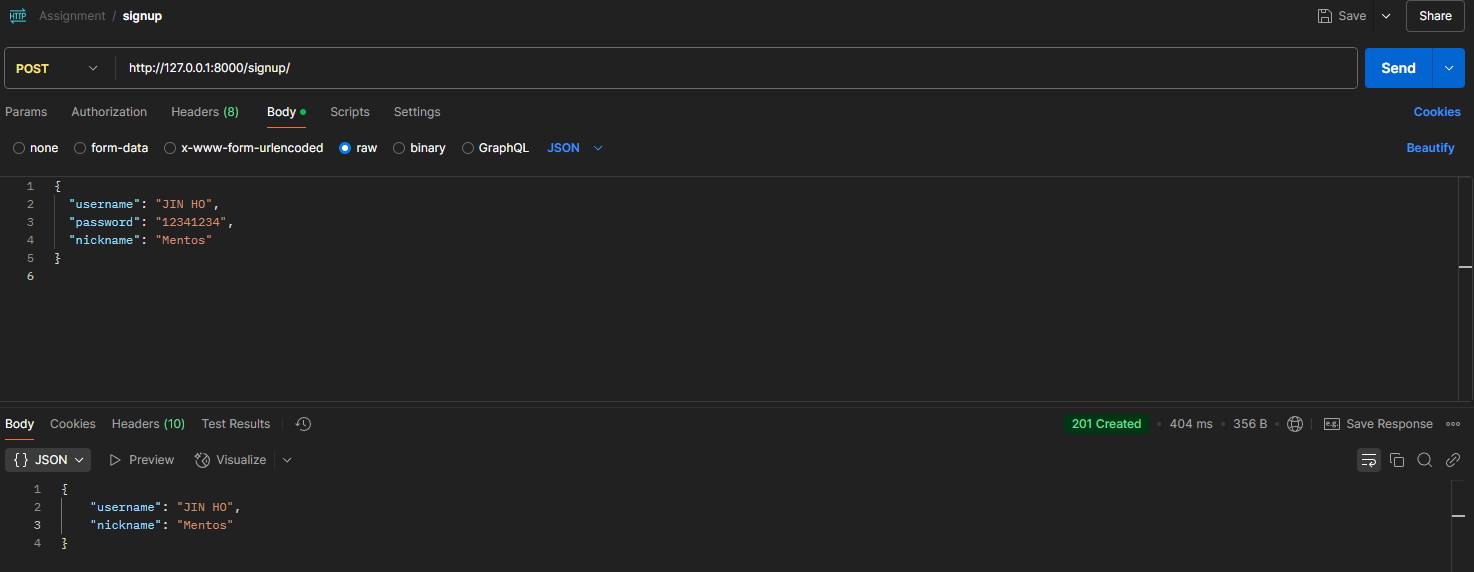 HTTP Assignment / signup Save Share
POST http://127.0.0.1:8000/signup/ Send
Params Authorization Headers (8) Body Scripts Settings Cookies
none form-data x-www-form-urlencoded raw binary GraphQL JSON Beautify
1 {
2 "username": "JIN HO",
3 "password": "12341234",
4 "nickname": "Mentos"
5 }
6
Body Cookies Headers (10) Test Results 201 Created 404 ms 356 B e.g. Save Response
{} JSON Preview Visualize
1 {
2 "username": "JIN HO",
3 "nickname": "Mentos"
4 }